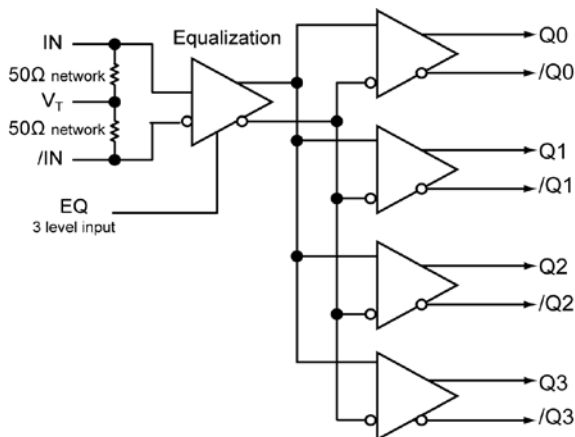 IN
Equalization
50Ω network
V_T
50Ω network
/IN
EQ
3 level input
Q0
/Q0
Q1
/Q1
Q2
/Q2
Q3
/Q3